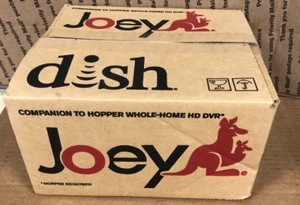 COMPANION TO HOPPER WHOLE-HOME HD DVR*
Joey
dish
COMPANION TO HOPPER WHOLE-HOME HD DVR*
Joey
*HOPPER REQUIRED